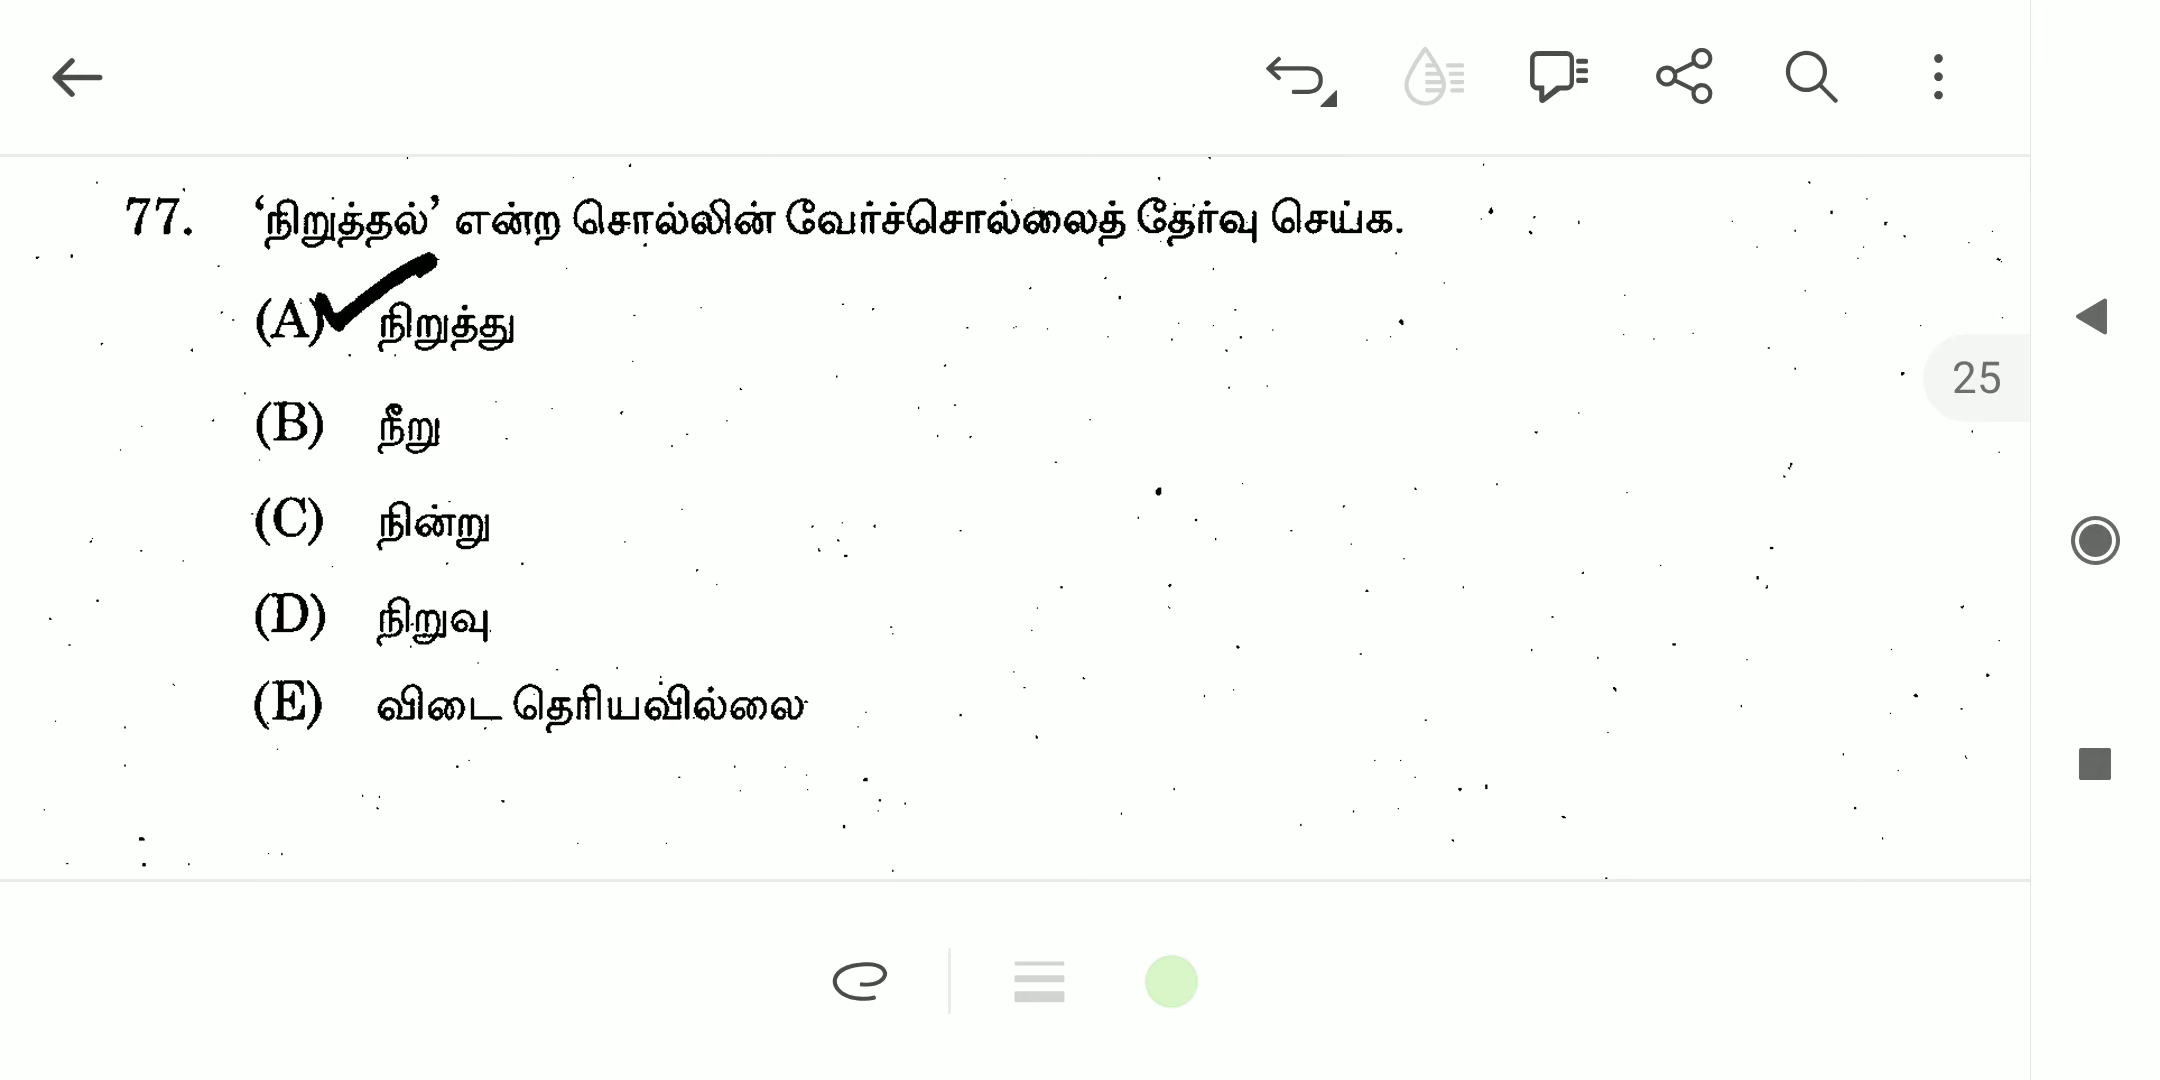 77. ‘நிறுத்தல்’ என்ற சொல்லின் வேர்ச்சொல்லைத் தேர்வு செய்க.
(A) நிறுத்து
25
(B) நீறு
(C) நின்று
(D) நிறுவு
(E) விடை தெரியவில்லை